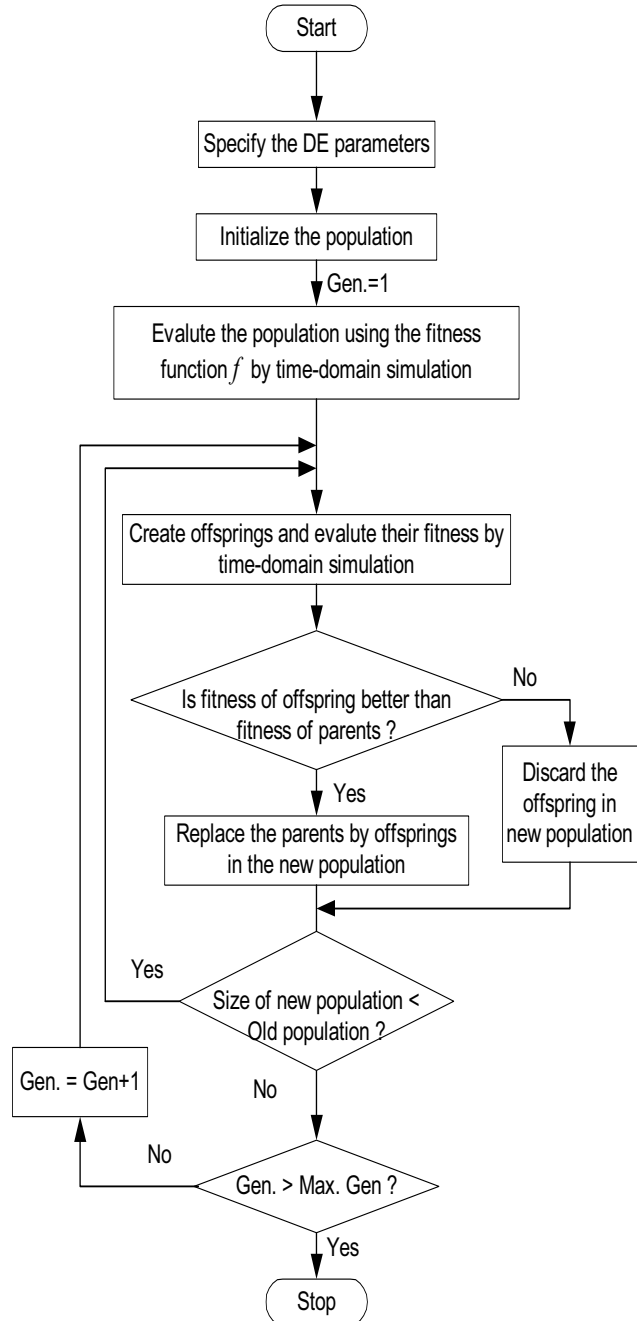 Start
Specify the DE parameters
Initialize the population
Gen.=1
Evalute the population using the fitness
function f by time-domain simulation
Create offsprings and evalute their fitness by
time-domain simulation
No
Is fitness of offspring better than
fitness of parents ?
Yes
Discard the
offspring in
new population
Replace the parents by offsprings
in the new population
Yes
Size of new population <
Old population ?
Gen. = Gen+1
No
No
Gen. > Max. Gen ?
Yes
Stop